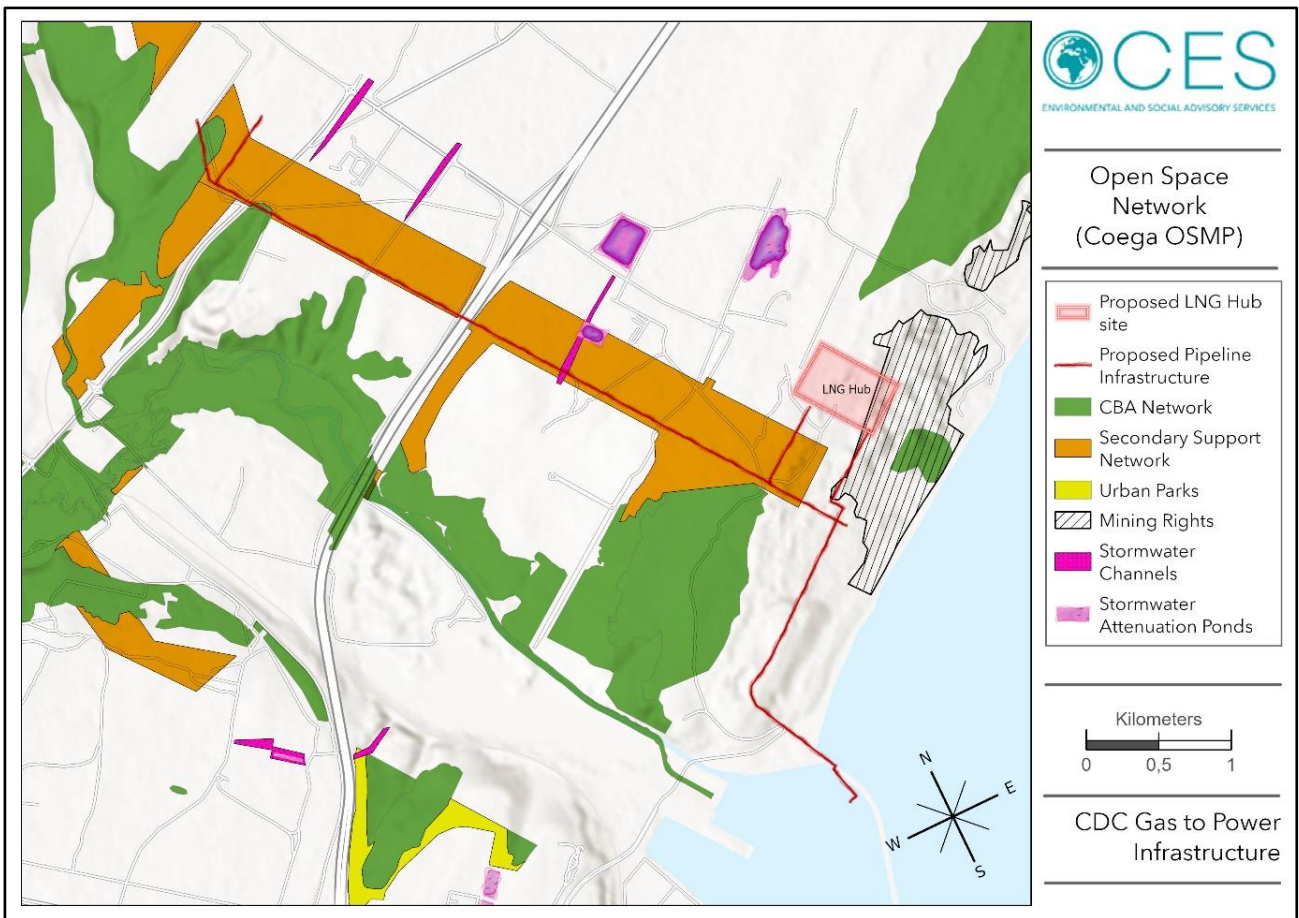 CES
ENVIRONMENTAL AND SOCIAL ADVISORY SERVICES
Open Space
Network
(Coega OSMP)
Proposed LNG Hub
site
Proposed Pipeline
Infrastructure
CBA Network
Secondary Support
Network
Urban Parks
Mining Rights
Stormwater
Channels
Stormwater
Attenuation Ponds
Kilometers
0 0,5 1
CDC Gas to Power
Infrastructure
LNG Hub
N
E
W
S